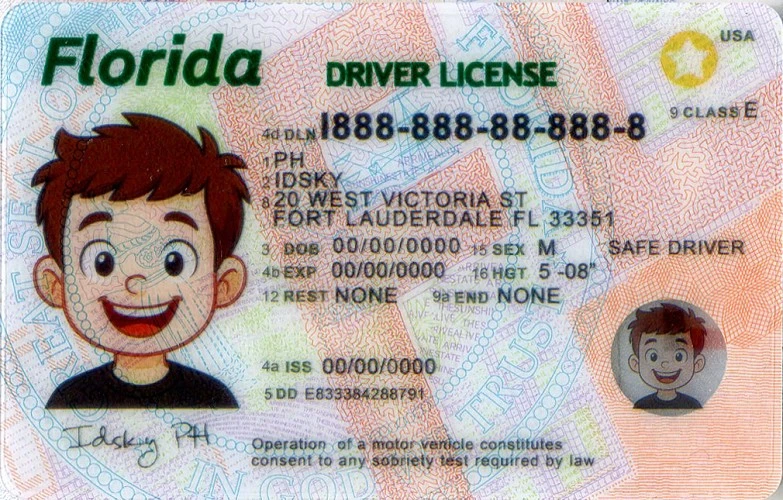 Florida
USA
DRIVER LICENSE
9 CLASS E
4d DLN I888-888-88-888-8
1 PH
2 IDSKY
8 20 WEST VICTORIA ST
FORT LAUDERDALE FL 33351
3 DOB 00/00/0000 15 SEX M SAFE DRIVER
4b EXP 00/00/0000 16 HGT 5 -08"
12 REST NONE 9a END NONE
4a ISS 00/00/0000
5 DD E833384288791
Idsky PH
Operation of a motor vehicle constitutes
consent to any sobriety test required by law